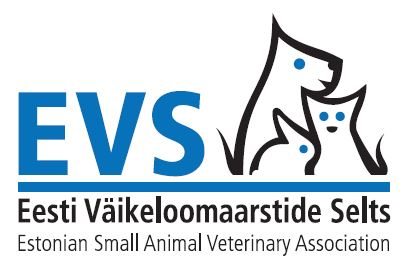 EVS
Eesti Väikeloomaarstide Selts
Estonian Small Animal Veterinary Association